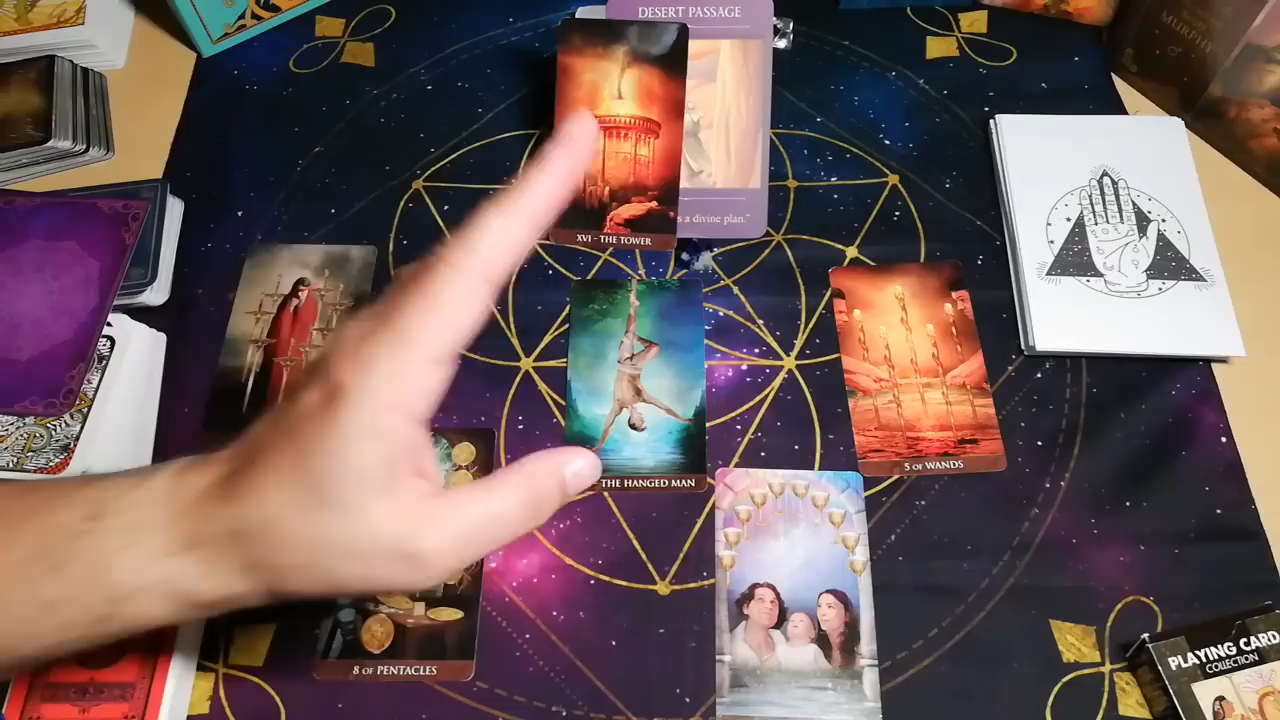 DESERT PASSAGE
s a divine plan."
XVI - THE TOWER
MURPHY
THE HANGED MAN
5 OF WANDS
8 OF PENTACLES
PLAYING CARD
COLLECTION